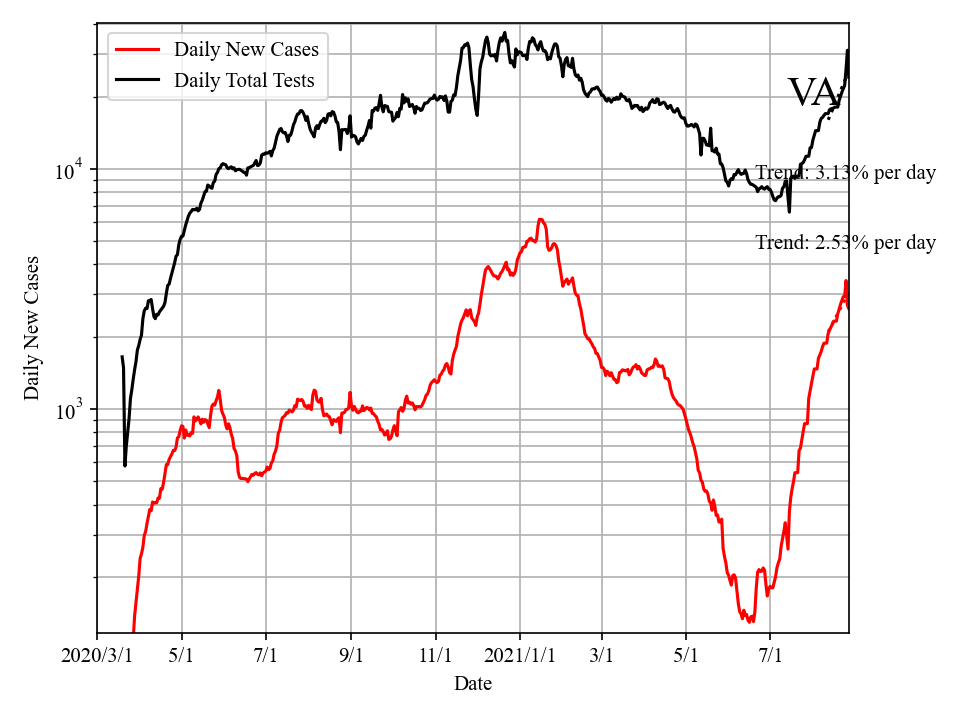 Daily New Cases
Daily Total Tests
VA
Trend: 3.13% per day
Trend: 2.53% per day
10^4
10^3
Daily New Cases
2020/3/1 5/1 7/1 9/1 11/1 2021/1/1 3/1 5/1 7/1
Date